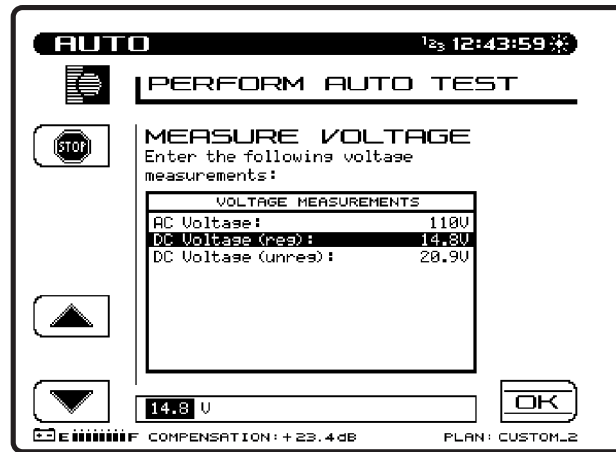 AUTO 123 12:43:59
PERFORM AUTO TEST
STOP
MEASURE VOLTAGE
Enter the following voltage
measurements:
VOLTAGE MEASUREMENTS
AC Voltage: 110V
DC Voltage (reg): 14.8V
DC Voltage (unreg): 20.9V
14.8 V
OK
E F COMPENSATION:+23.4dB PLAN: CUSTOM_2